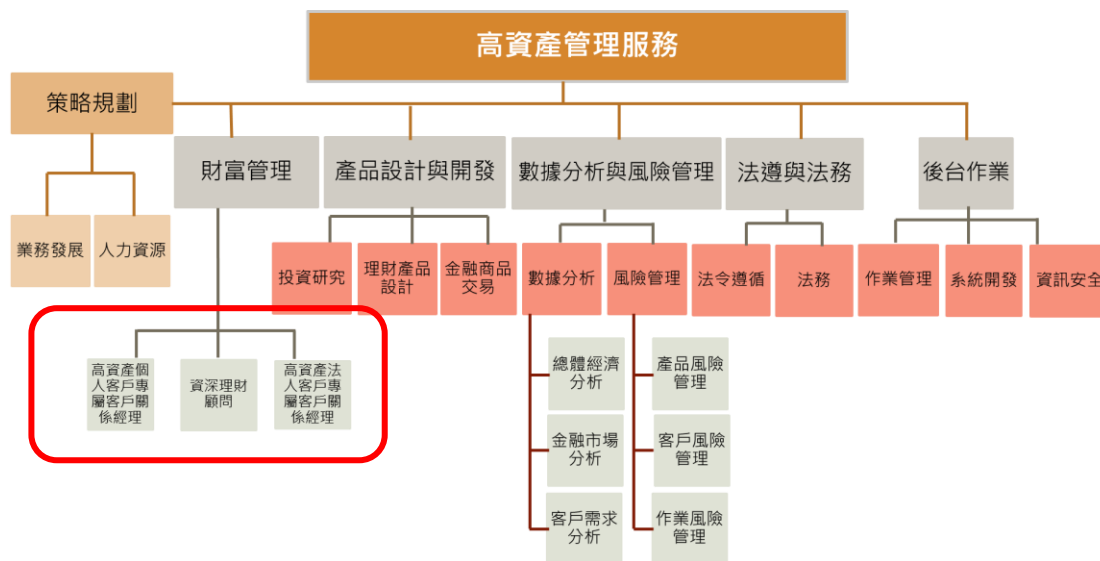 高資產管理服務
策略規劃
財富管理
產品設計與開發
數據分析與風險管理
法遵與法務
後台作業
業務發展
人力資源
投資研究
理財產品
設計
金融商品
交易
數據分析
風險管理
法令遵循
法務
作業管理
系統開發
資訊安全
高資產個
人客戶專
屬客戶關
係經理
資深理財
顧問
高資產法
人客戶專
屬客戶關
係經理
總體經濟
分析
產品風險
管理
金融市場
分析
客戶風險
管理
客戶需求
分析
作業風險
管理